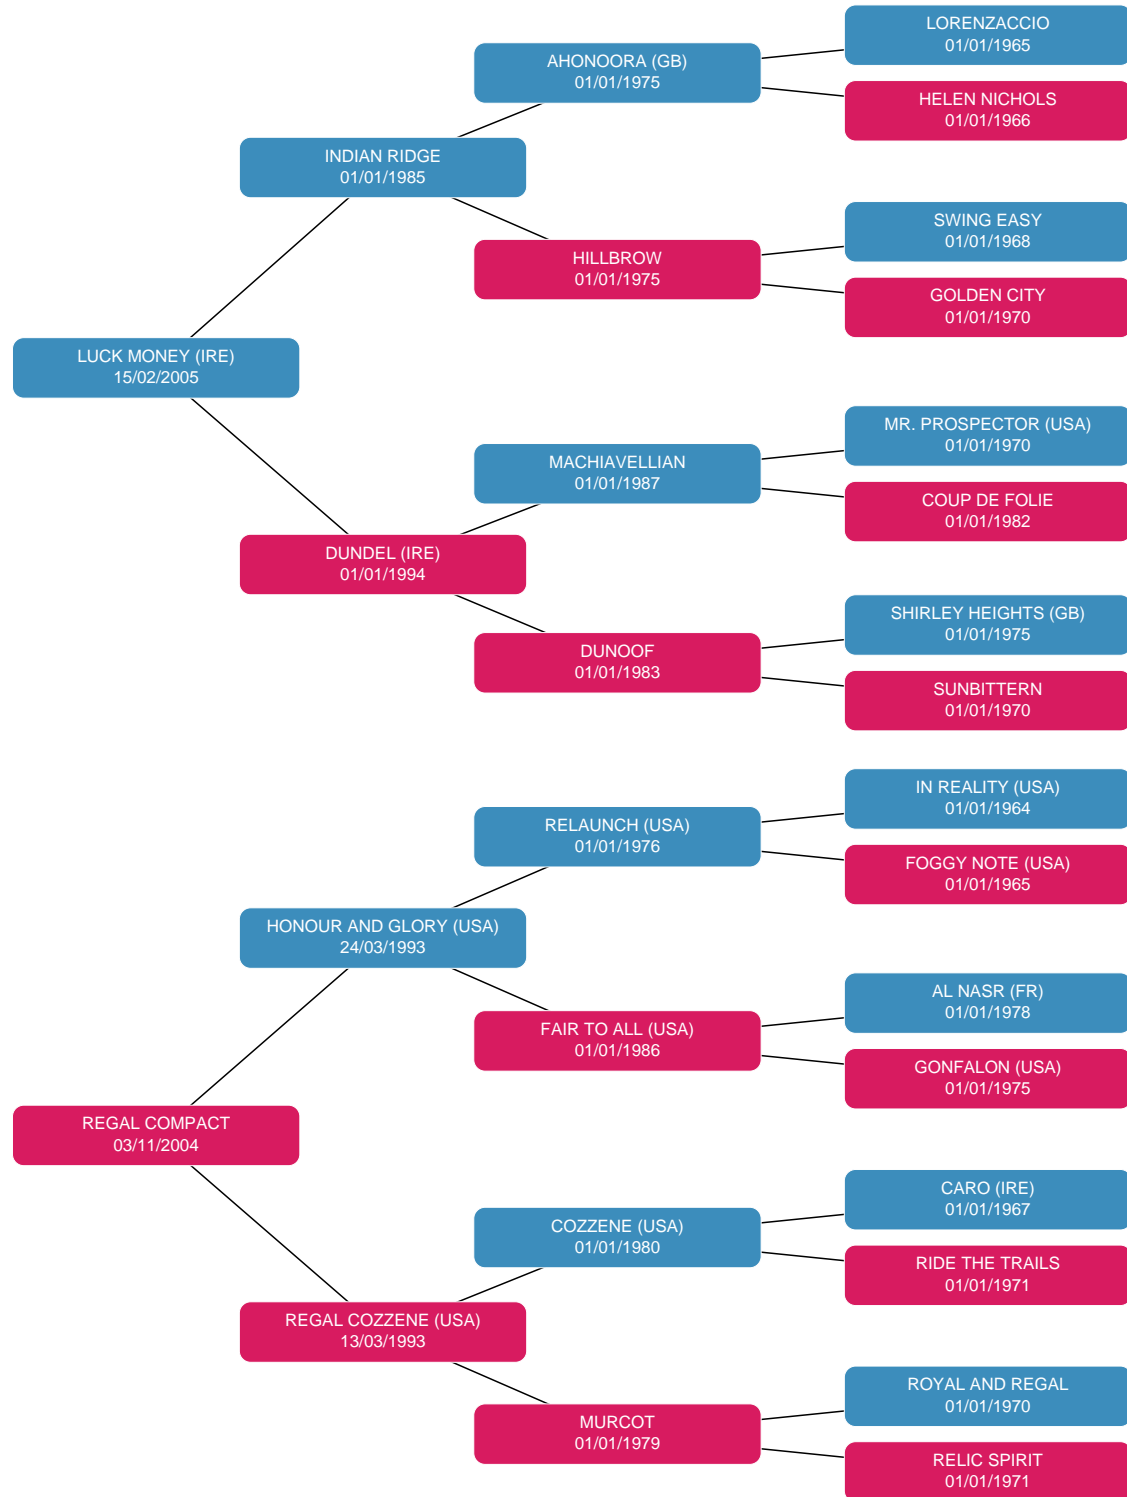 LORENZACCIO
01/01/1965
AHONOORA (GB)
01/01/1975
HELEN NICHOLS
01/01/1966
INDIAN RIDGE
01/01/1985
SWING EASY
01/01/1968
HILLBROW
01/01/1975
GOLDEN CITY
01/01/1970
LUCK MONEY (IRE)
15/02/2005
MR. PROSPECTOR (USA)
01/01/1970
MACHIAVELLIAN
01/01/1987
COUP DE FOLIE
01/01/1982
DUNDEL (IRE)
01/01/1994
SHIRLEY HEIGHTS (GB)
01/01/1975
DUNOOF
01/01/1983
SUNBITTERN
01/01/1970
IN REALITY (USA)
01/01/1964
RELAUNCH (USA)
01/01/1976
FOGGY NOTE (USA)
01/01/1965
HONOUR AND GLORY (USA)
24/03/1993
AL NASR (FR)
01/01/1978
FAIR TO ALL (USA)
01/01/1986
GONFALON (USA)
01/01/1975
REGAL COMPACT
03/11/2004
CARO (IRE)
01/01/1967
COZZENE (USA)
01/01/1980
RIDE THE TRAILS
01/01/1971
REGAL COZZENE (USA)
13/03/1993
ROYAL AND REGAL
01/01/1970
MURCOT
01/01/1979
RELIC SPIRIT
01/01/1971